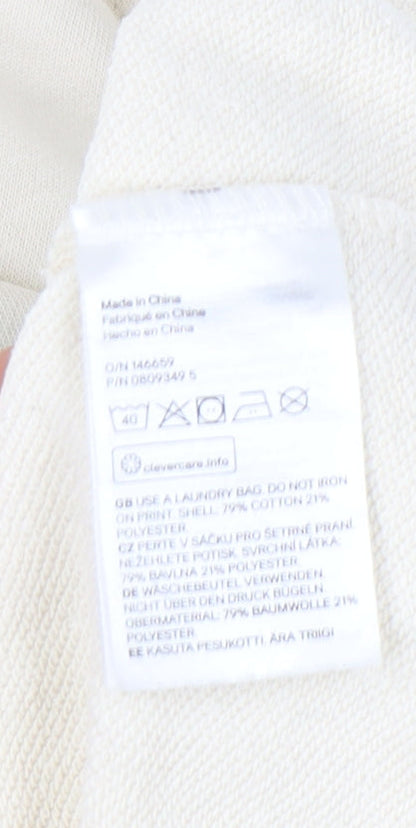 Made in China
Fabriqué en Chine
Hecho en China
O/N 146659
P/N 0809349 5
40
clevercare.info
GB USE A LAUNDRY BAG. DO NOT IRON
ON PRINT. SHELL: 79% COTTON 21%
POLYESTER.
CZ PERTE V SÁČKU PRO ŠETRNÉ PRANÍ.
NEŽEHLETE POTISK. SVRCHNÍ LÁTKA:
79% BAVLNA 21% POLYESTER.
DE WÄSCHEBEUTEL VERWENDEN.
NICHT ÜBER DEN DRUCK BÜGELN.
OBERMATERIAL: 79% BAUMWOLLE 21%
POLYESTER.
EE KASUTA PESUKOTTI. ÄRA TRIIGI